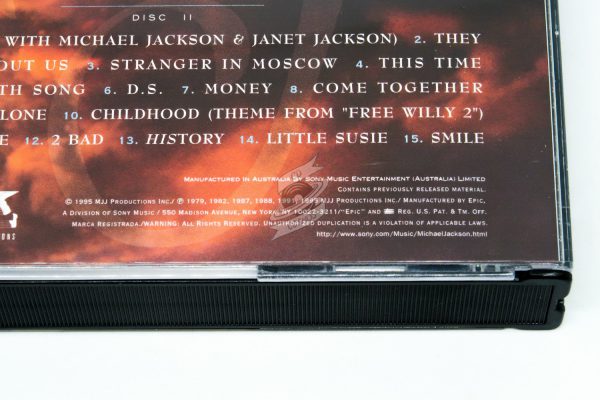 DISC II
WITH MICHAEL JACKSON & JANET JACKSON) 2. THEY
OUT US 3. STRANGER IN MOSCOW 4. THIS TIME
TH SONG 6. D.S. 7. MONEY 8. COME TOGETHER
LONE 10. CHILDHOOD (THEME FROM "FREE WILLY 2")
E 12. 2 BAD 13. HISTORY 14. LITTLE SUSIE 15. SMILE
MANUFACTURED IN AUSTRALIA BY SONY MUSIC ENTERTAINMENT (AUSTRALIA) LIMITED
CONTAINS PREVIOUSLY RELEASED MATERIAL.
© 1995 MJJ PRODUCTIONS INC./ ℗ 1979, 1982, 1987, 1988, 1991, 1995 MJJ PRODUCTIONS INC./ MANUFACTURED BY EPIC,
A DIVISION OF SONY MUSIC / 550 MADISON AVENUE, NEW YORK, NY 10022-3211/"EPIC" AND REG. U.S. PAT. & TM. OFF.
MARCA REGISTRADA./WARNING: ALL RIGHTS RESERVED. UNAUTHORIZED DUPLICATION IS A VIOLATION OF APPLICABLE LAWS.
http://www.sony.com/Music/MichaelJackson.html
IONS